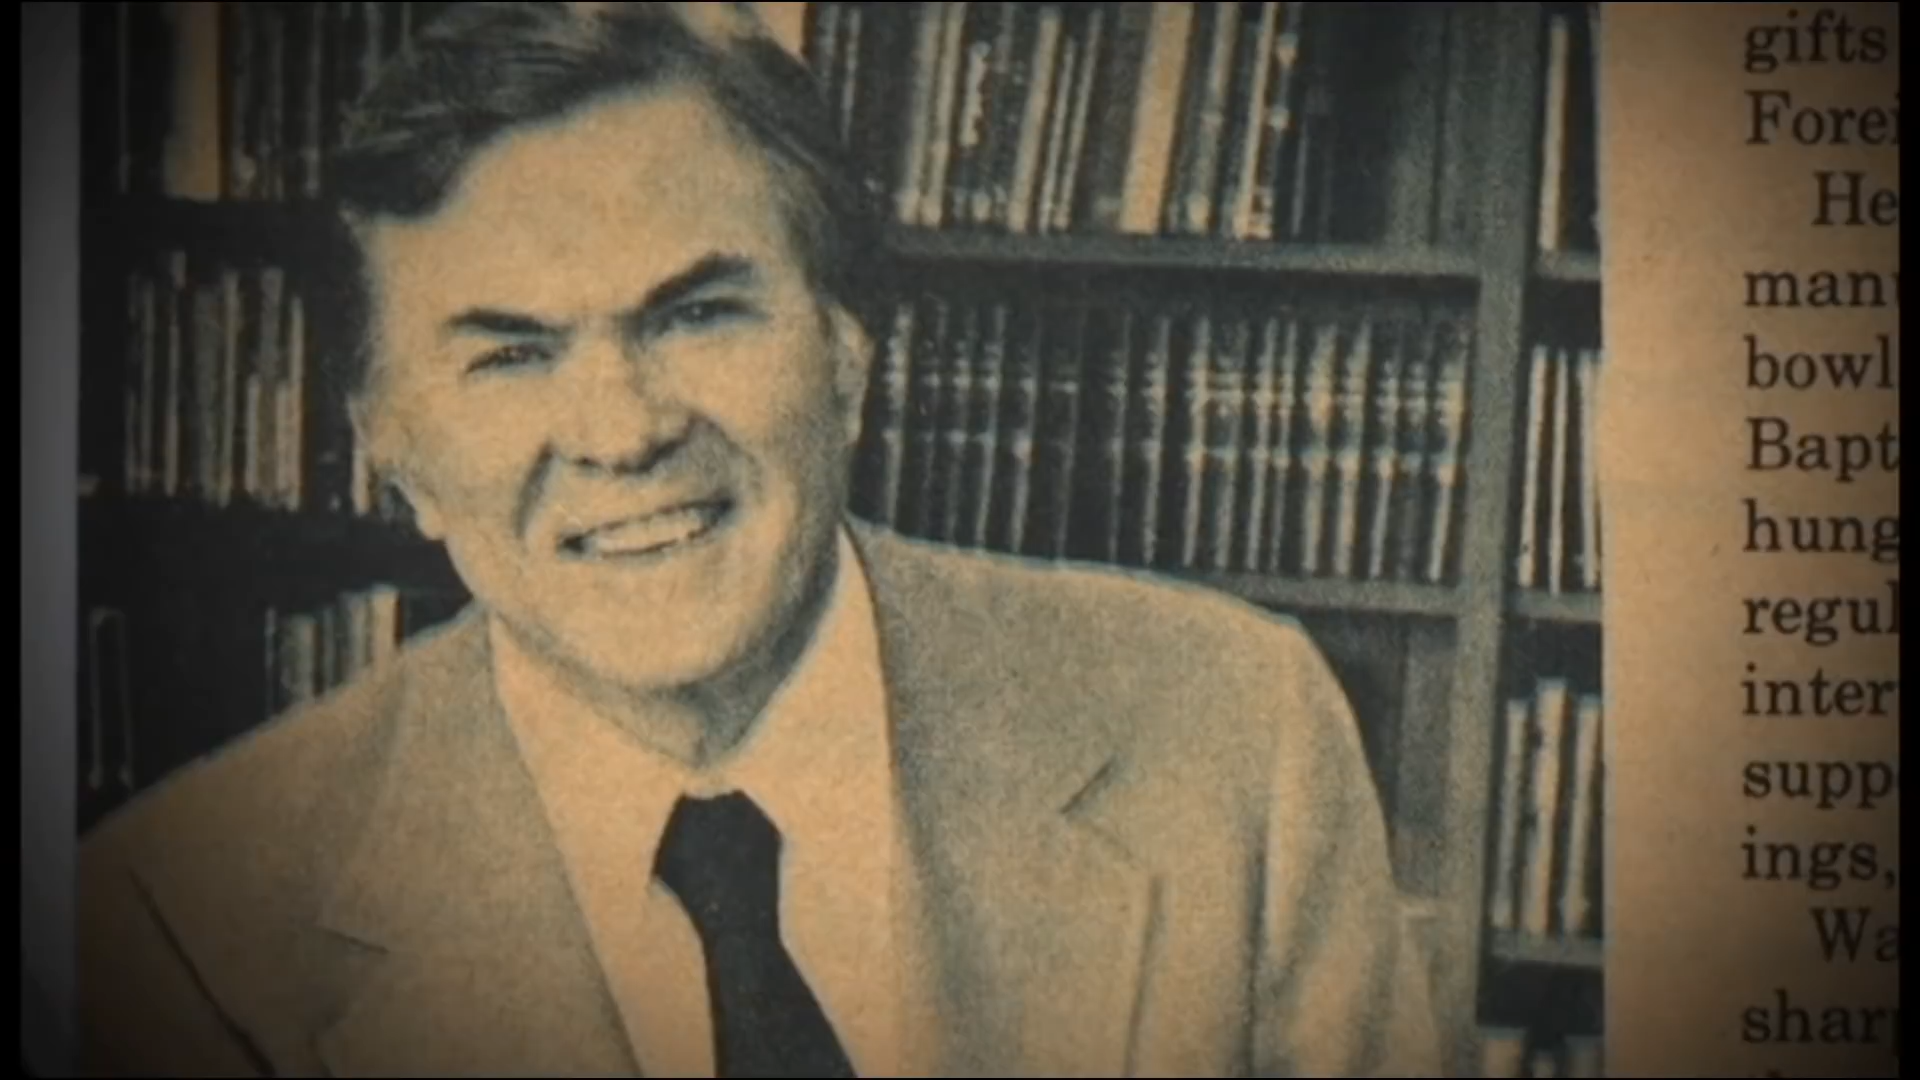 gifts
Forei
He
man
bowl
Bapt
hung
regul
inter
supp
ings,
Wa
shar